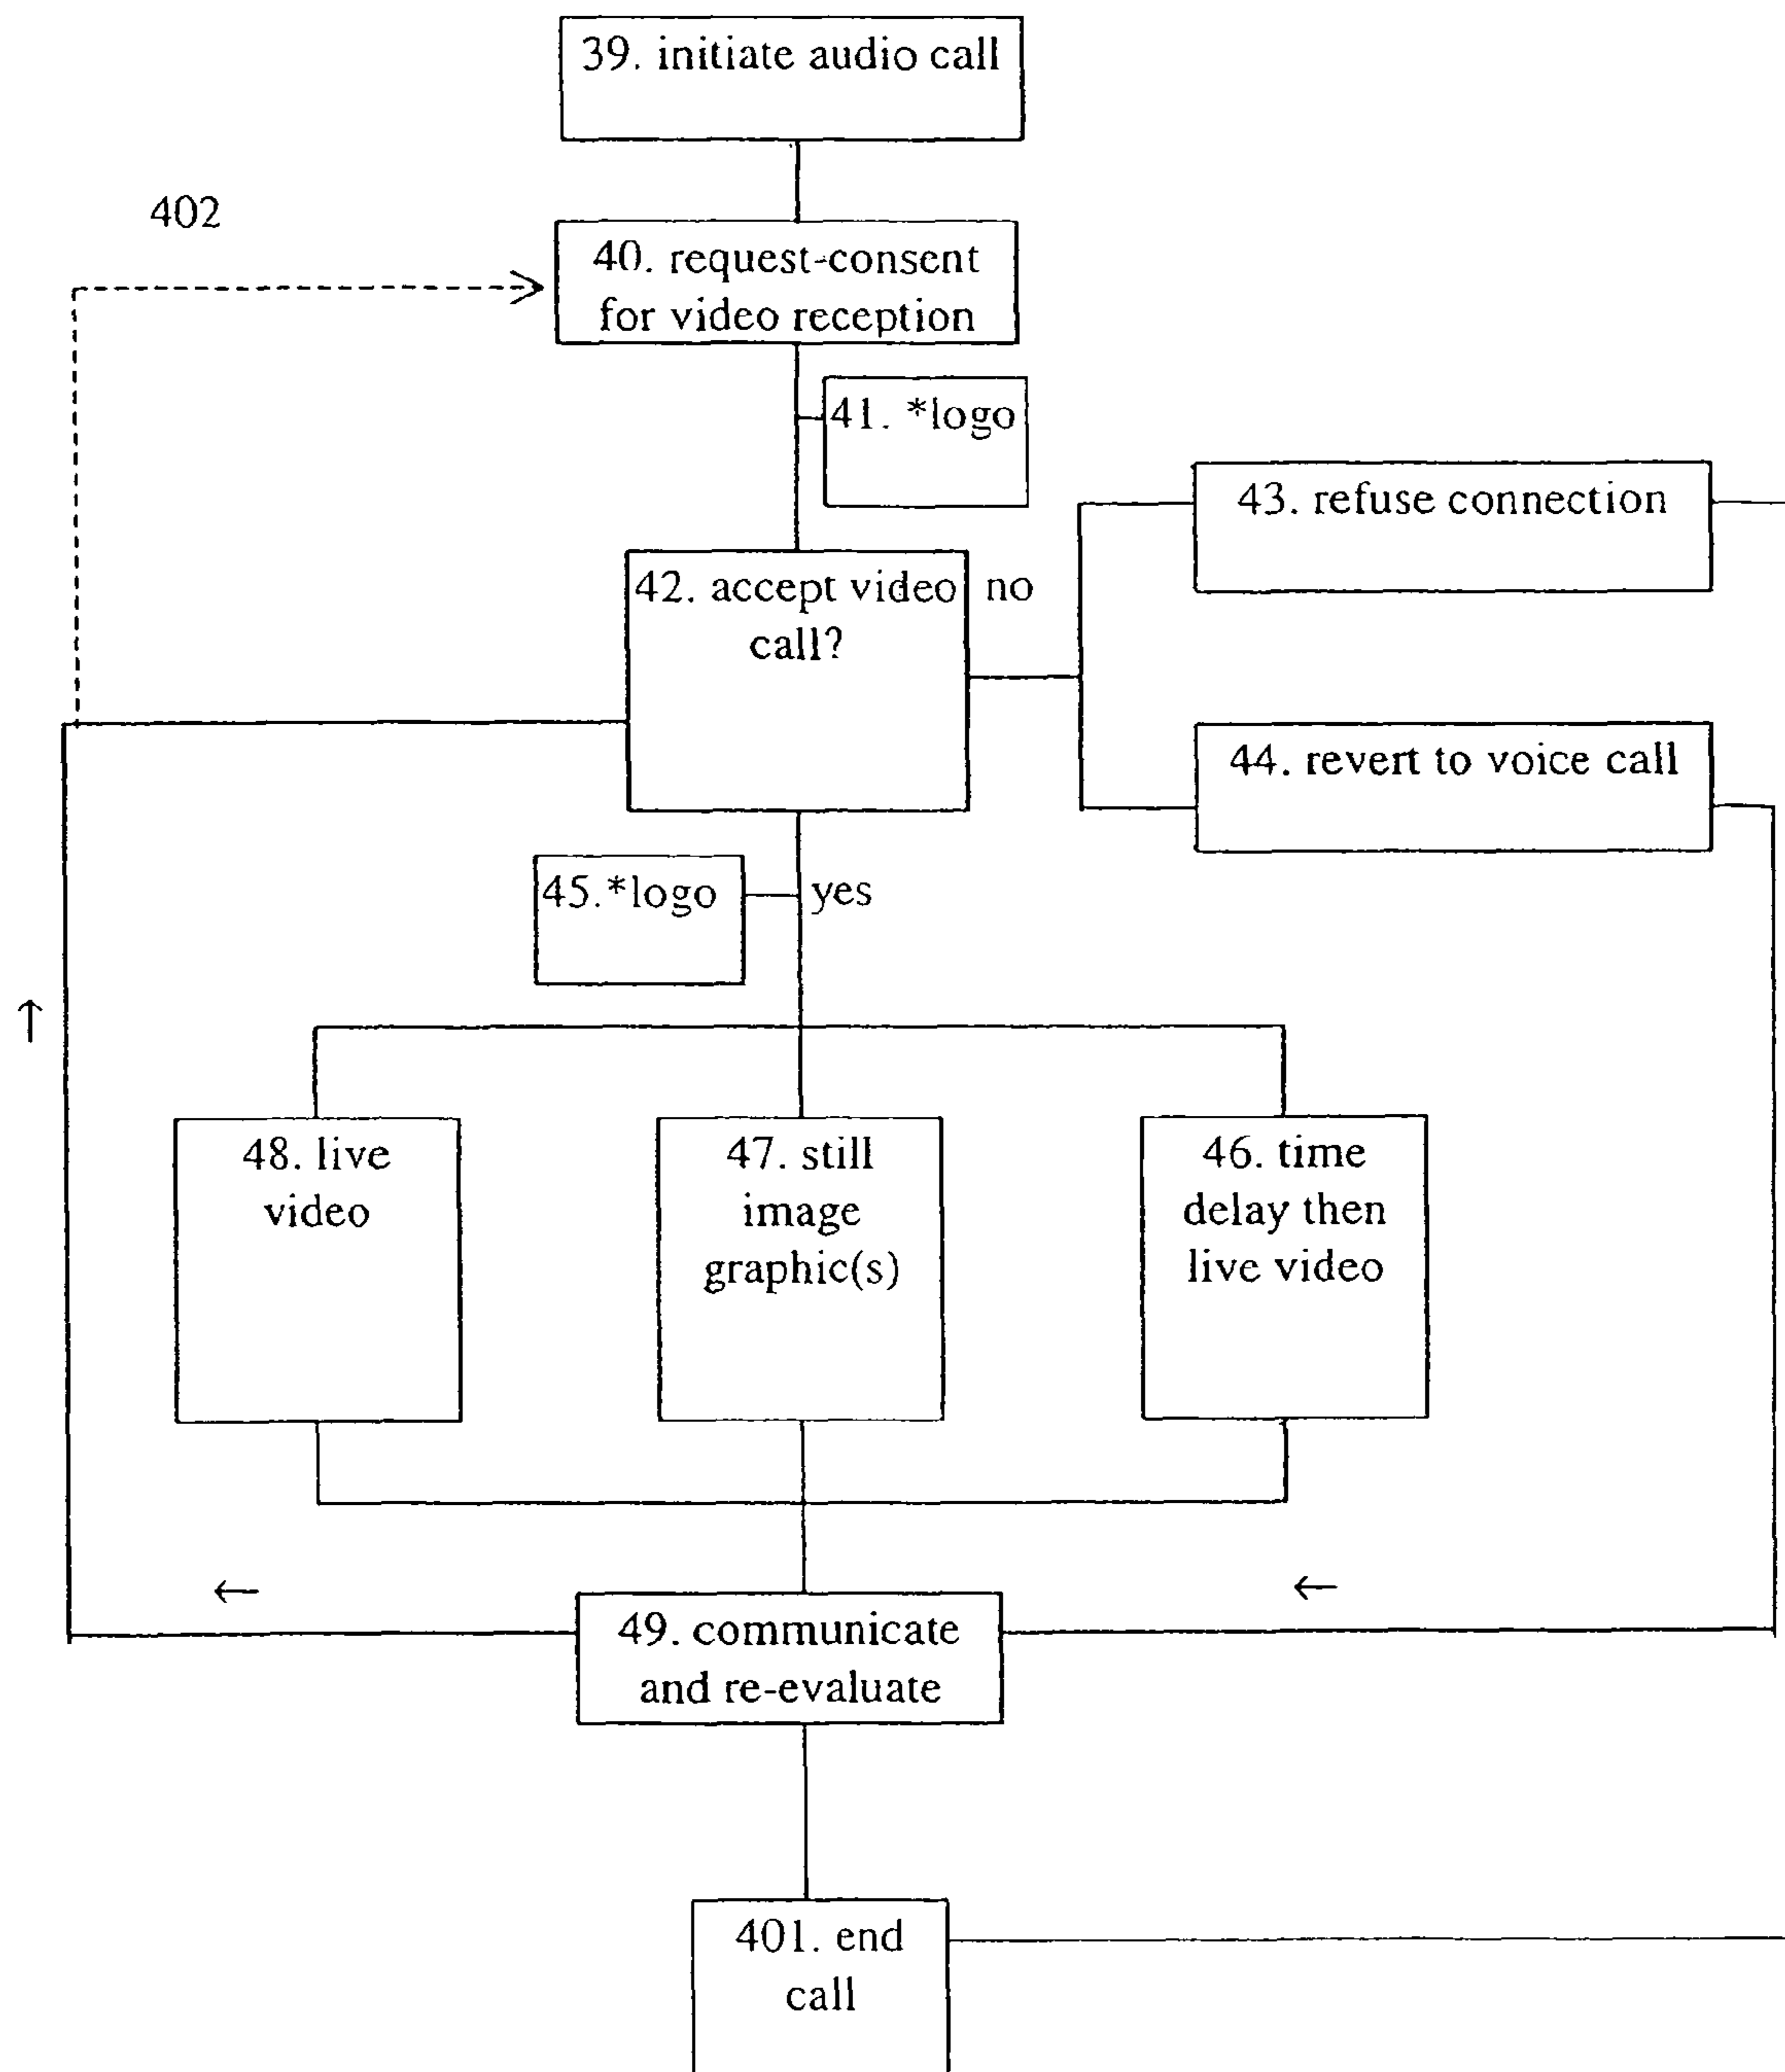 39. initiate audio call
402
40. request-consent
for video reception
41. *logo
43. refuse connection
42. accept video
call?
no
44. revert to voice call
45.*logo
yes
↑
48. live
video
47. still
image
graphic(s)
46. time
delay then
live video
←
←
49. communicate
and re-evaluate
401. end
call